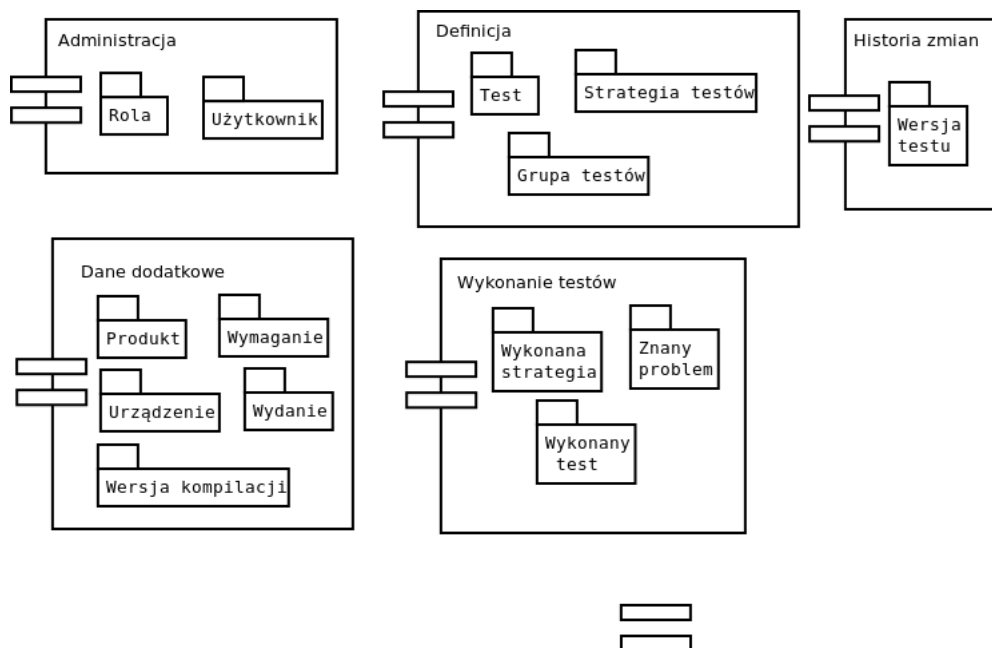 Administracja
Rola
Użytkownik
Definicja
Test
Strategia testów
Grupa testów
Historia zmian
Wersja
testu
Dane dodatkowe
Produkt
Wymaganie
Urządzenie
Wydanie
Wersja kompilacji
Wykonanie testów
Wykonana
strategia
Znany
problem
Wykonany
test